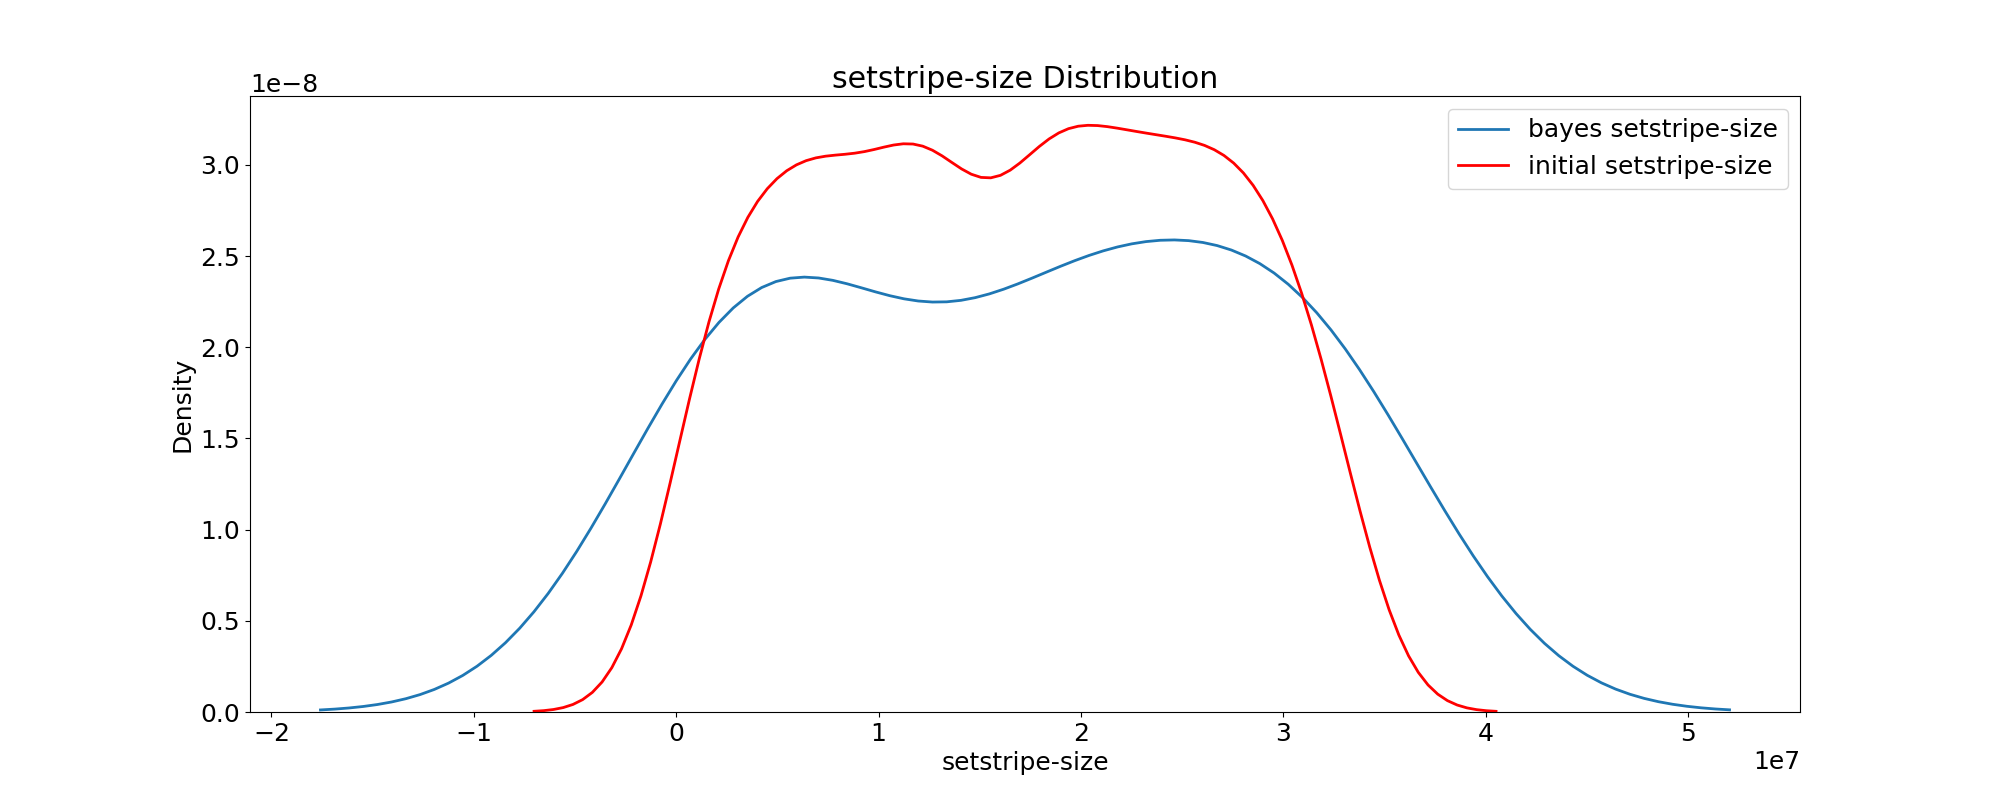 setstripe-size Distribution
1e−8
bayes setstripe-size
initial setstripe-size
3.0
2.5
2.0
1.5
1.0
0.5
0.0
Density
−2 −1 0 1 2 3 4 5
setstripe-size
1e7